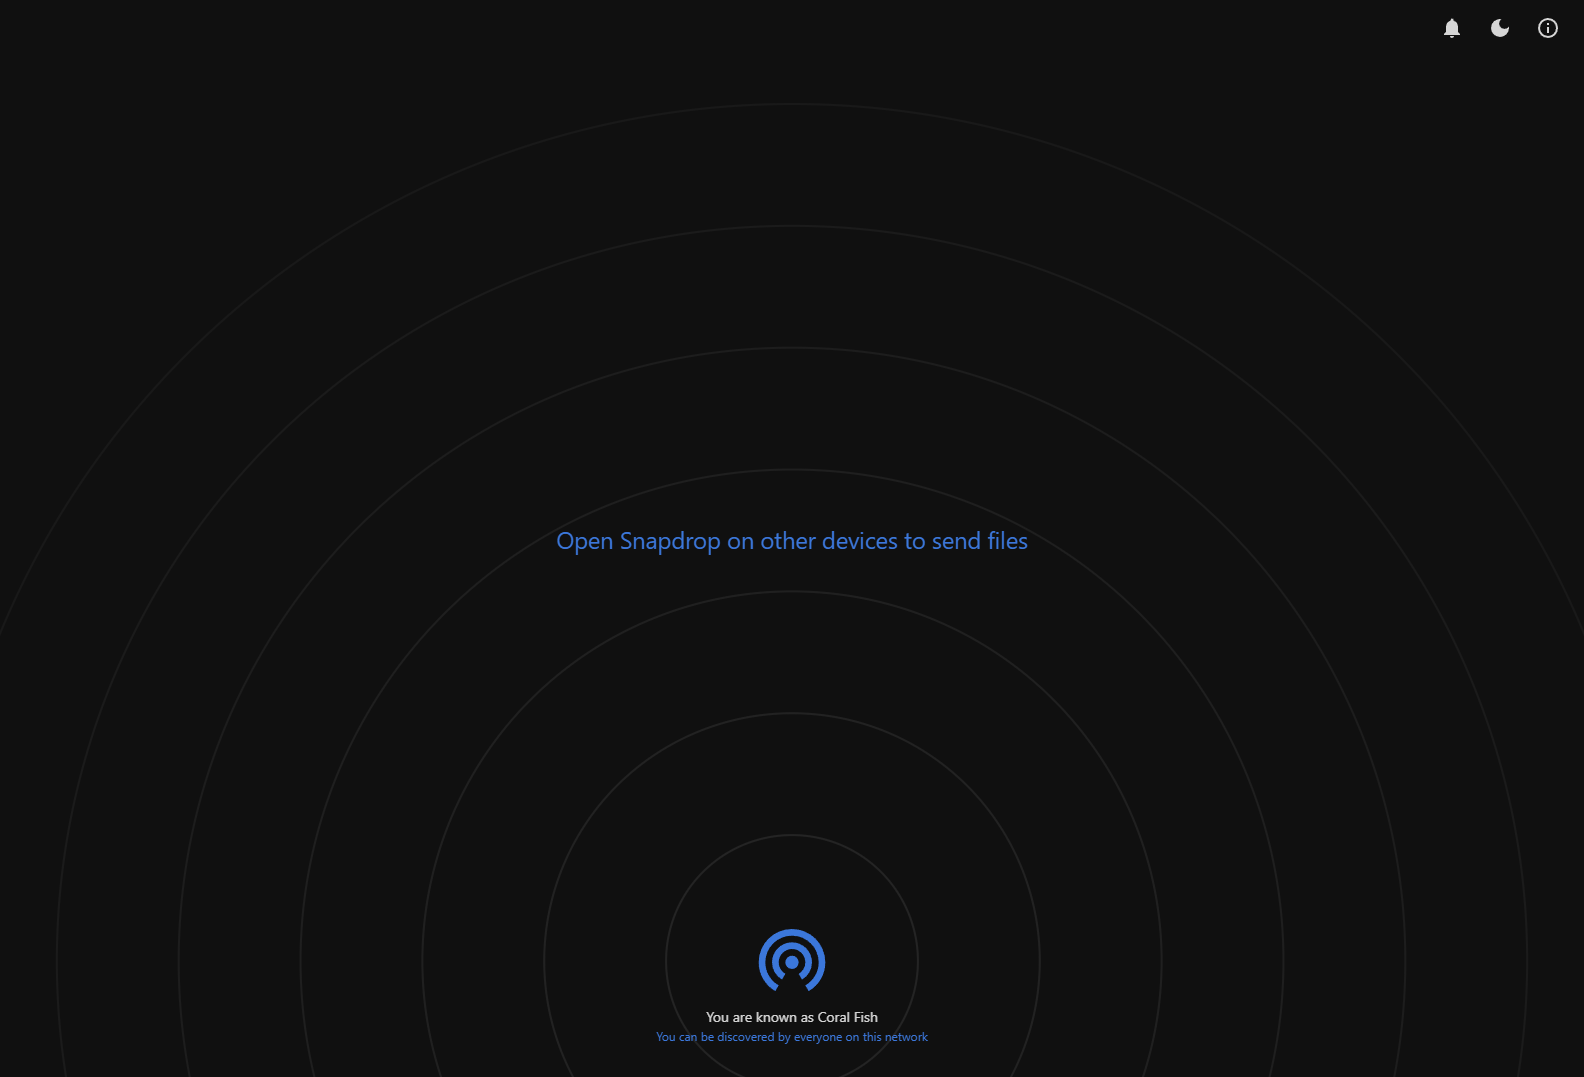 Open Snapdrop on other devices to send files
You are known as Coral Fish
You can be discovered by everyone on this network